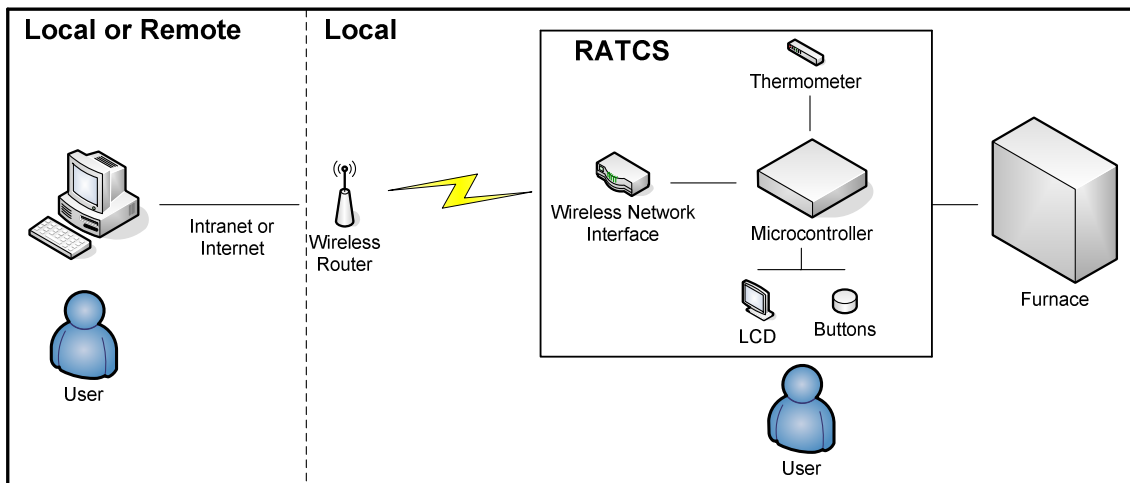 Local or Remote
Local
RATCS
Thermometer
Intranet or
Internet
Wireless
Router
Wireless Network
Interface
Microcontroller
LCD
Buttons
Furnace
User
User